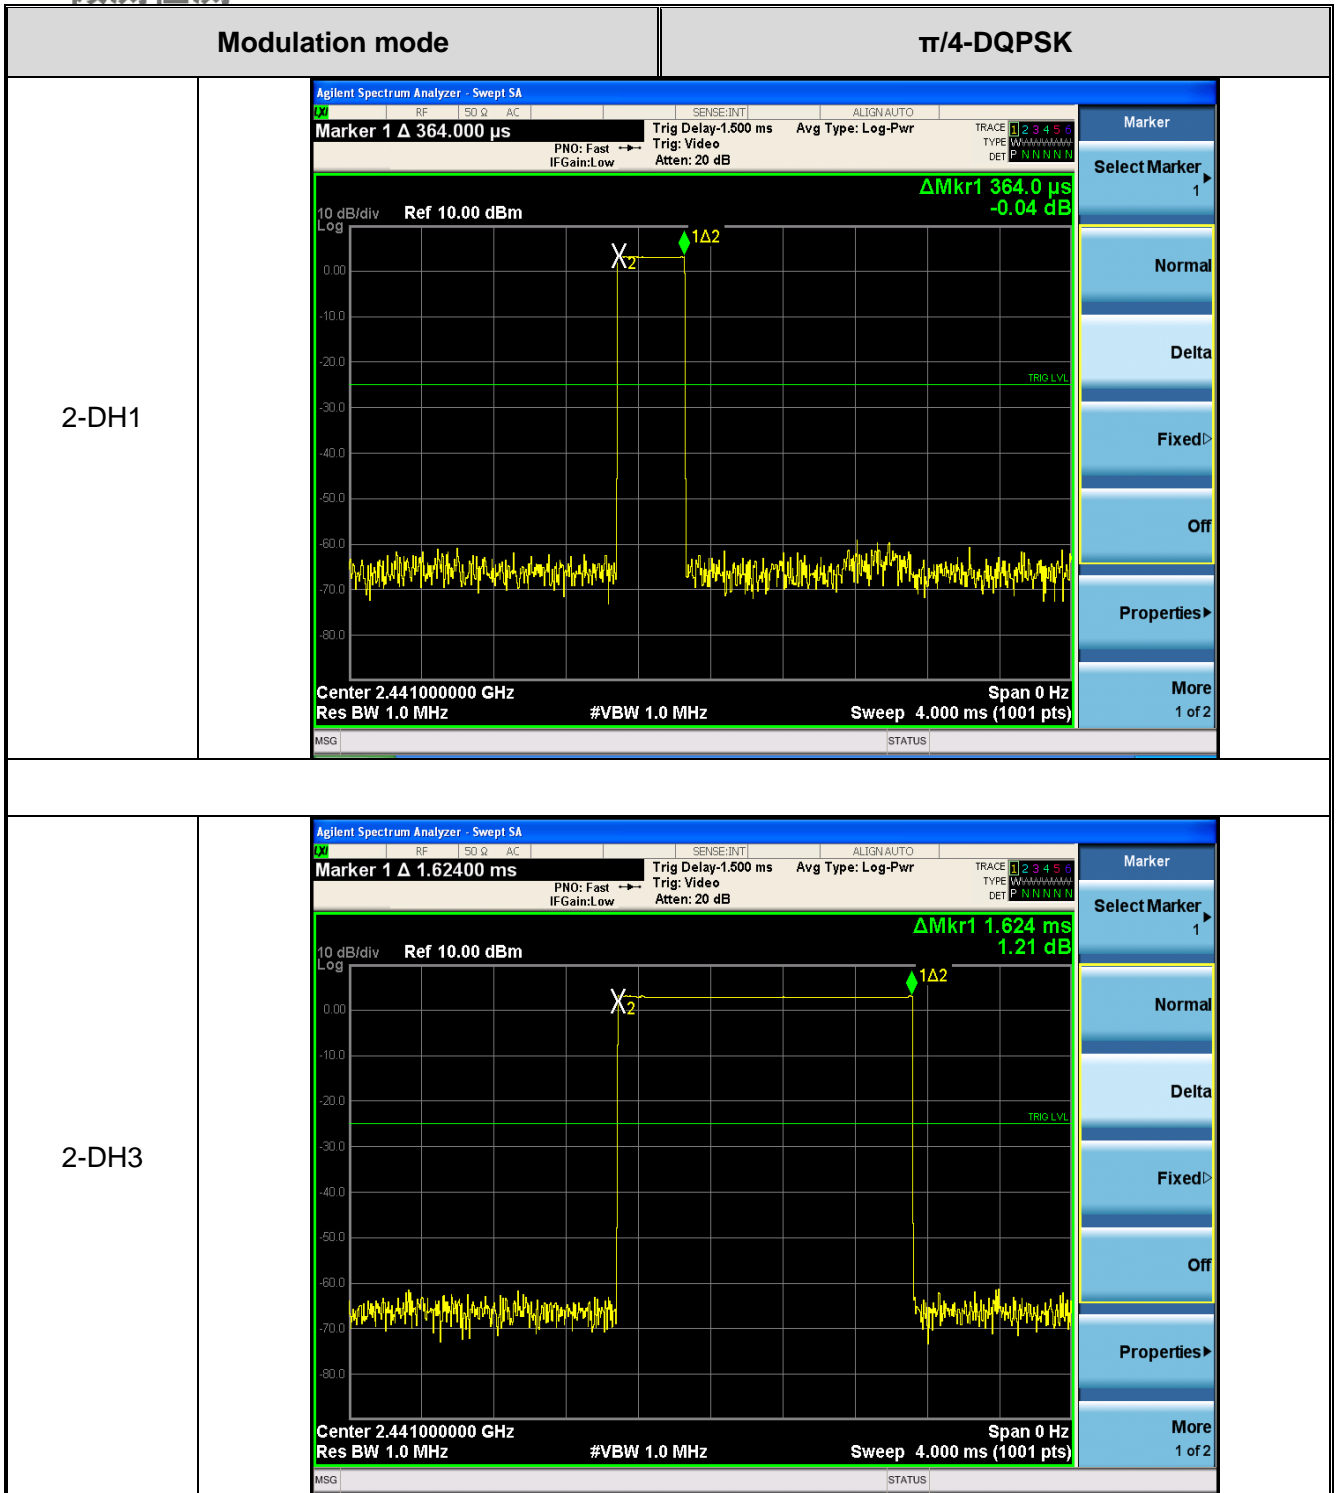 Modulation mode π/4-DQPSK
2-DH1
Agilent Spectrum Analyzer - Swept SA
LXI RF 50 Ω AC SENSE:INT ALIGN AUTO
Marker 1 Δ 364.000 µs
PNO: Fast
IFGain:Low
Trig Delay-1.500 ms
Trig: Video
Atten: 20 dB
Avg Type: Log-Pwr
TRACE 1 2 3 4 5 6
TYPE WWWWWW
DET P N N N N N
ΔMkr1 364.0 µs
-0.04 dB
10 dB/div Ref 10.00 dBm
Log
1Δ2
X2
0.00
-10.0
-20.0
TRIG LVL
-30.0
-40.0
-50.0
-60.0
-70.0
-80.0
Center 2.441000000 GHz Span 0 Hz
Res BW 1.0 MHz #VBW 1.0 MHz Sweep 4.000 ms (1001 pts)
MSG STATUS
Marker
Select Marker
1
Normal
Delta
Fixed
Off
Properties
More
1 of 2
2-DH3
Agilent Spectrum Analyzer - Swept SA
LXI RF 50 Ω AC SENSE:INT ALIGN AUTO
Marker 1 Δ 1.62400 ms
PNO: Fast
IFGain:Low
Trig Delay-1.500 ms
Trig: Video
Atten: 20 dB
Avg Type: Log-Pwr
TRACE 1 2 3 4 5 6
TYPE WWWWWW
DET P N N N N N
ΔMkr1 1.624 ms
1.21 dB
10 dB/div Ref 10.00 dBm
Log
1Δ2
X2
0.00
-10.0
-20.0
TRIG LVL
-30.0
-40.0
-50.0
-60.0
-70.0
-80.0
Center 2.441000000 GHz Span 0 Hz
Res BW 1.0 MHz #VBW 1.0 MHz Sweep 4.000 ms (1001 pts)
MSG STATUS
Marker
Select Marker
1
Normal
Delta
Fixed
Off
Properties
More
1 of 2